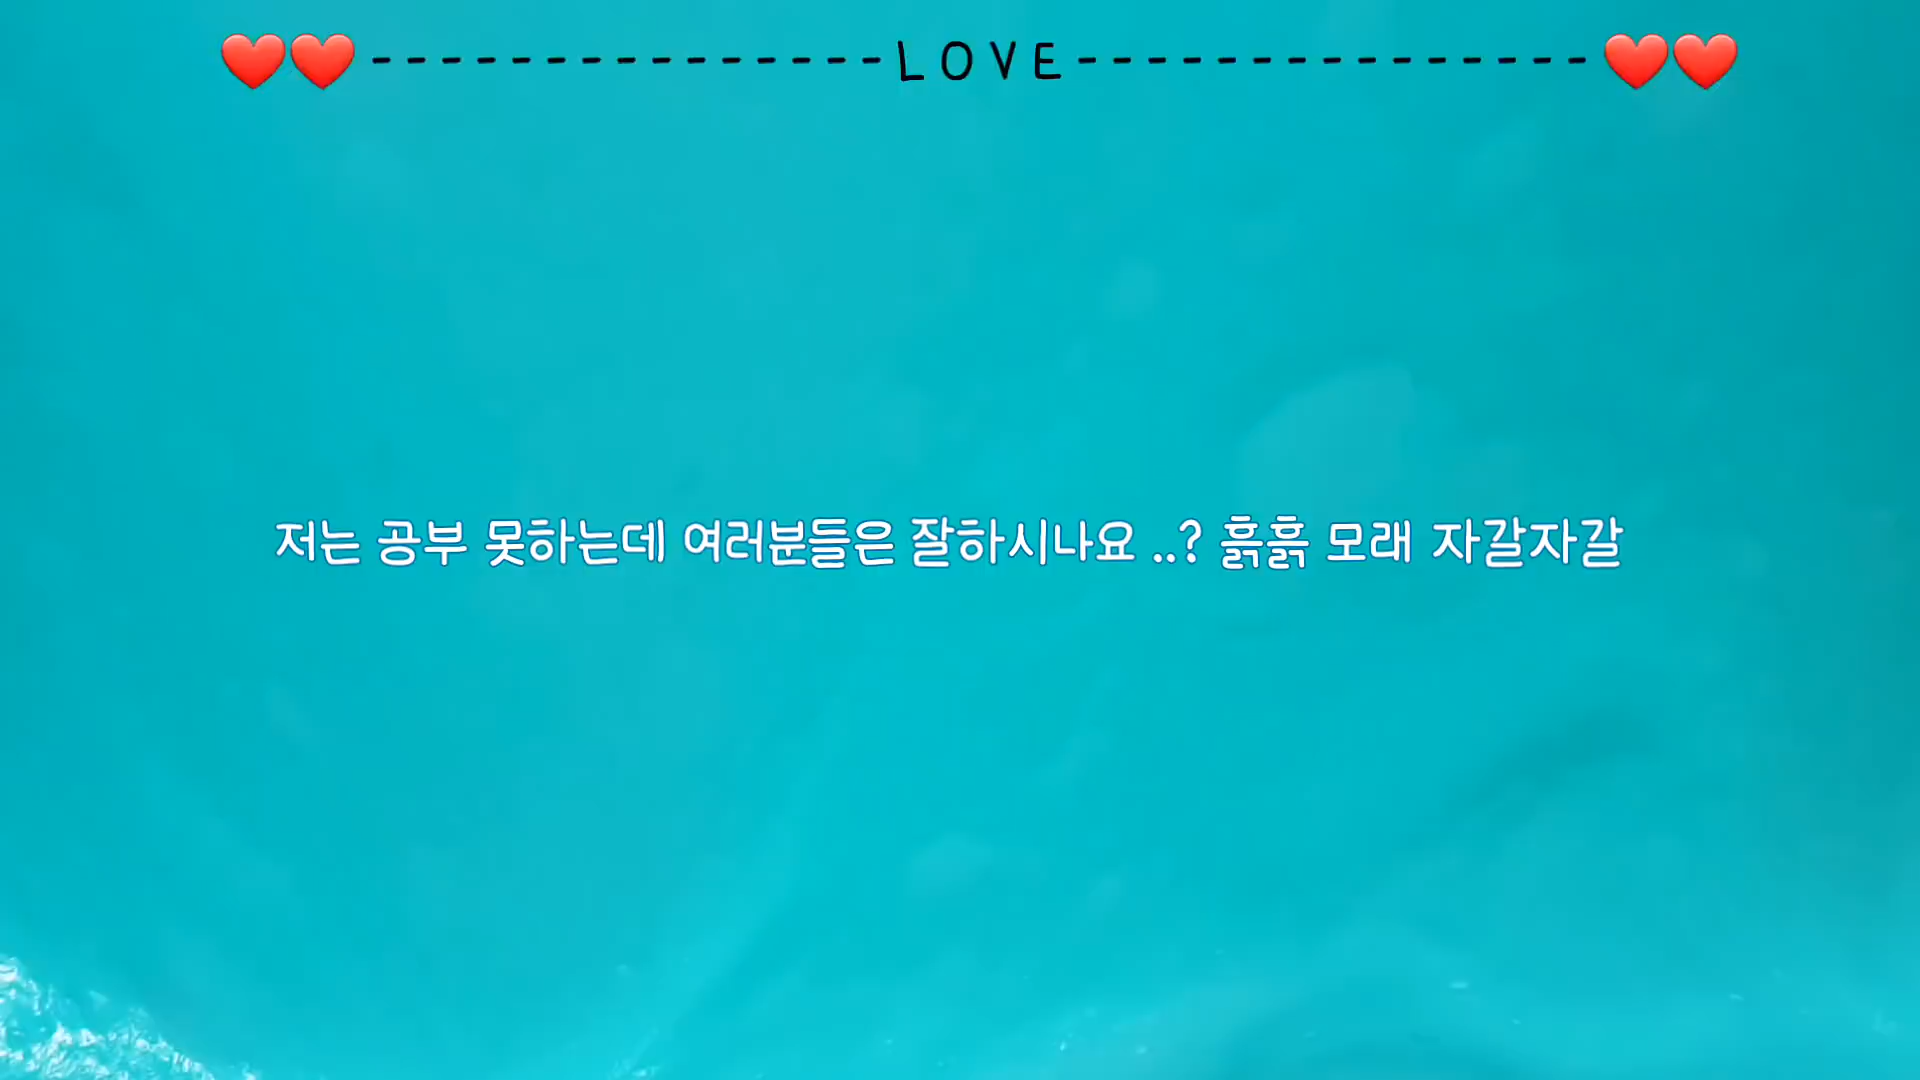 ❤️❤️---------------LOVE---------------❤️❤️
저는 공부 못하는데 여러분들은 잘하시나요 ..? 흙흙 모래 자갈자갈